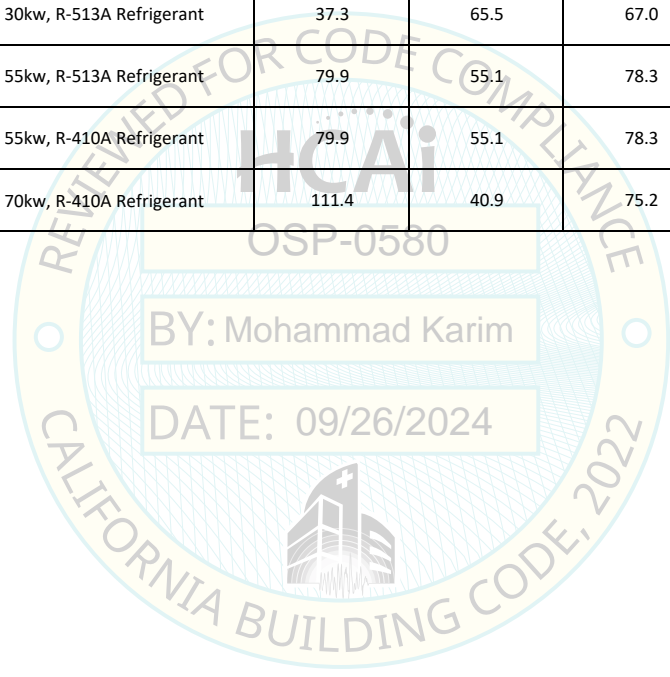 30kw, R-513A Refrigerant 37.3 65.5 67.0
55kw, R-513A Refrigerant 79.9 55.1 78.3
55kw, R-410A Refrigerant 79.9 55.1 78.3
70kw, R-410A Refrigerant 111.4 40.9 75.2
REVIEWED FOR CODE COMPLIANCE
HCAi
OSP-0580
BY: Mohammad Karim
DATE: 09/26/2024
CALIFORNIA BUILDING CODE, 2022